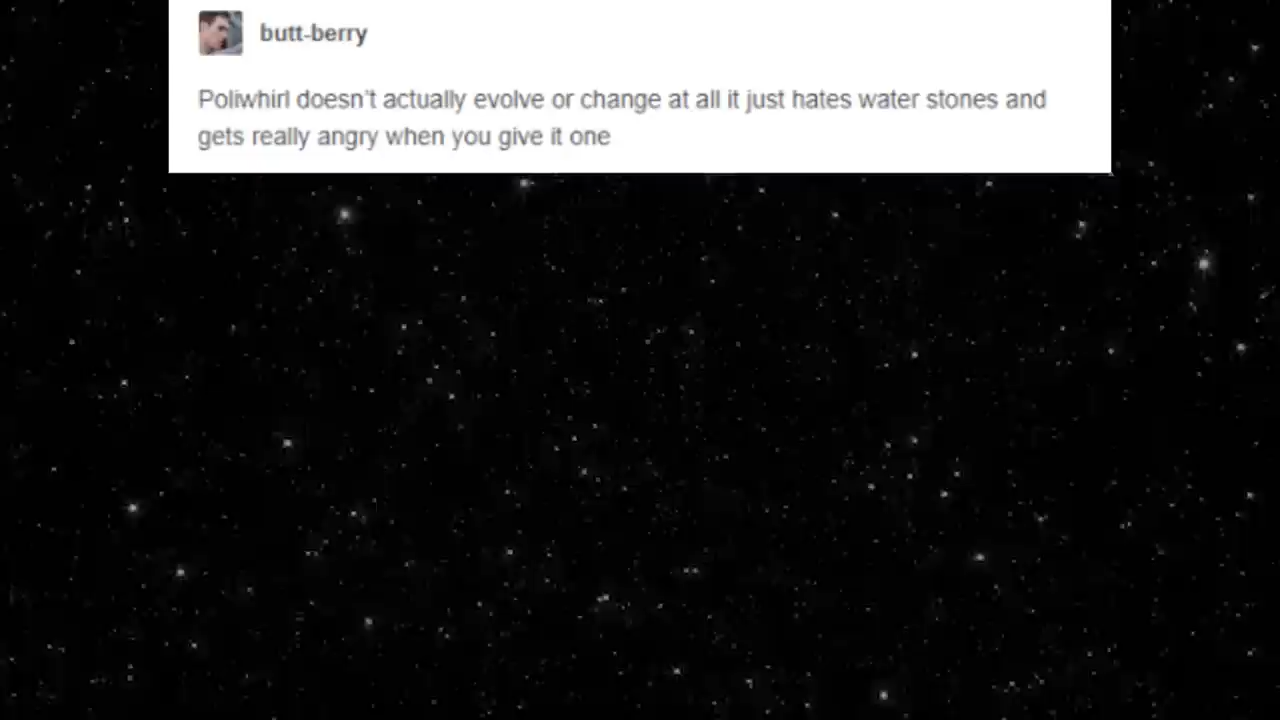 butt-berry
Poliwhirl doesn't actually evolve or change at all it just hates water stones and
gets really angry when you give it one